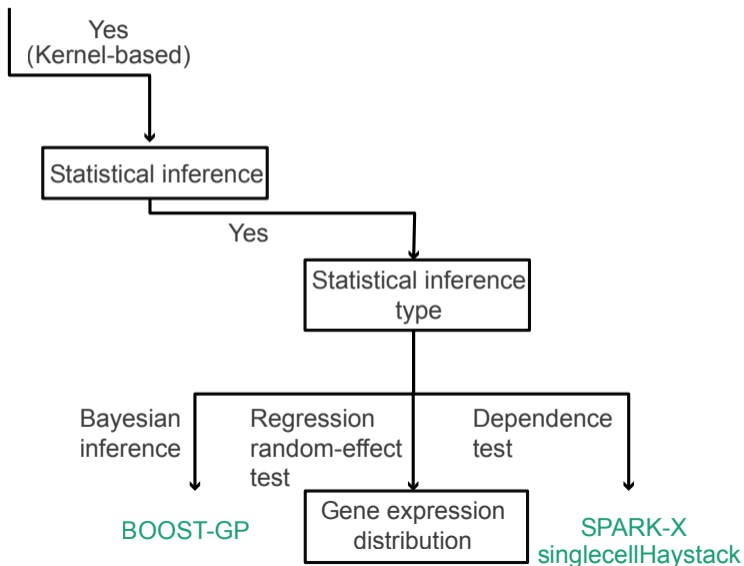 Yes
(Kernel-based)
Statistical inference
Yes
Statistical inference
type
Bayesian
inference
Regression
random-effect
test
Dependence
test
BOOST-GP
Gene expression
distribution
SPARK-X
singlecellHaystack